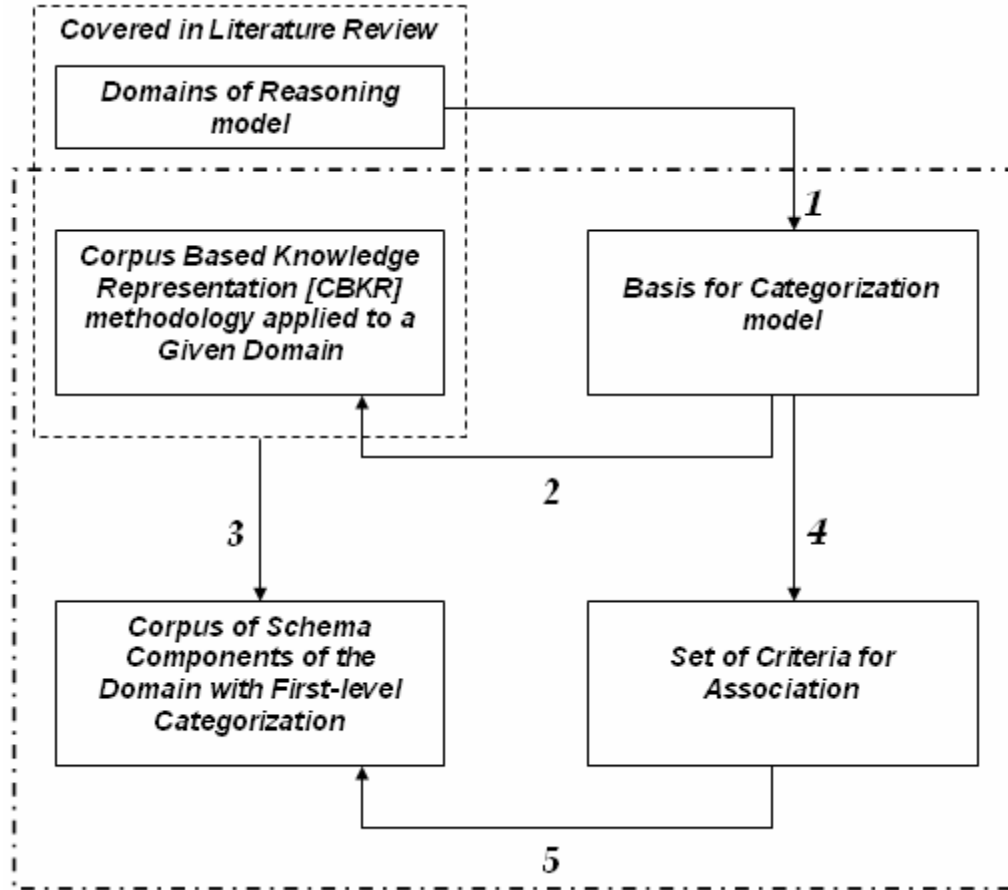 Covered in Literature Review
Domains of Reasoning
model
1
Corpus Based Knowledge
Representation [CBKR]
methodology applied to a
Given Domain
Basis for Categorization
model
2
3
4
Corpus of Schema
Components of the
Domain with First-level
Categorization
Set of Criteria for
Association
5